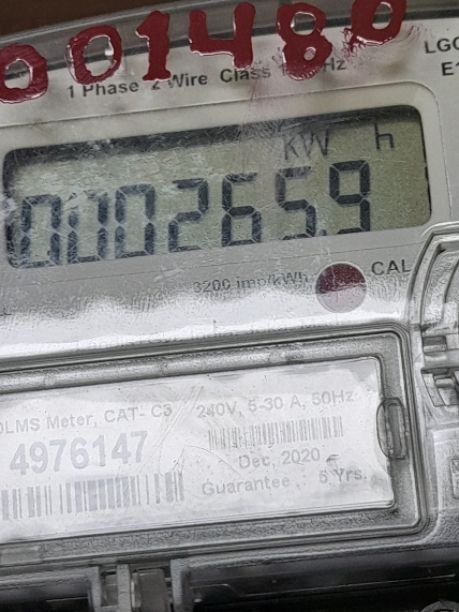 001480
LGC
1 Phase 2 Wire Class Hz
E1
kW h
0002659
3200 imp/kWh
CAL
DLMS Meter, CAT- C3
240V, 5-30 A, 50Hz
4976147
Dec, 2020
Guarantee : 5 Yrs.